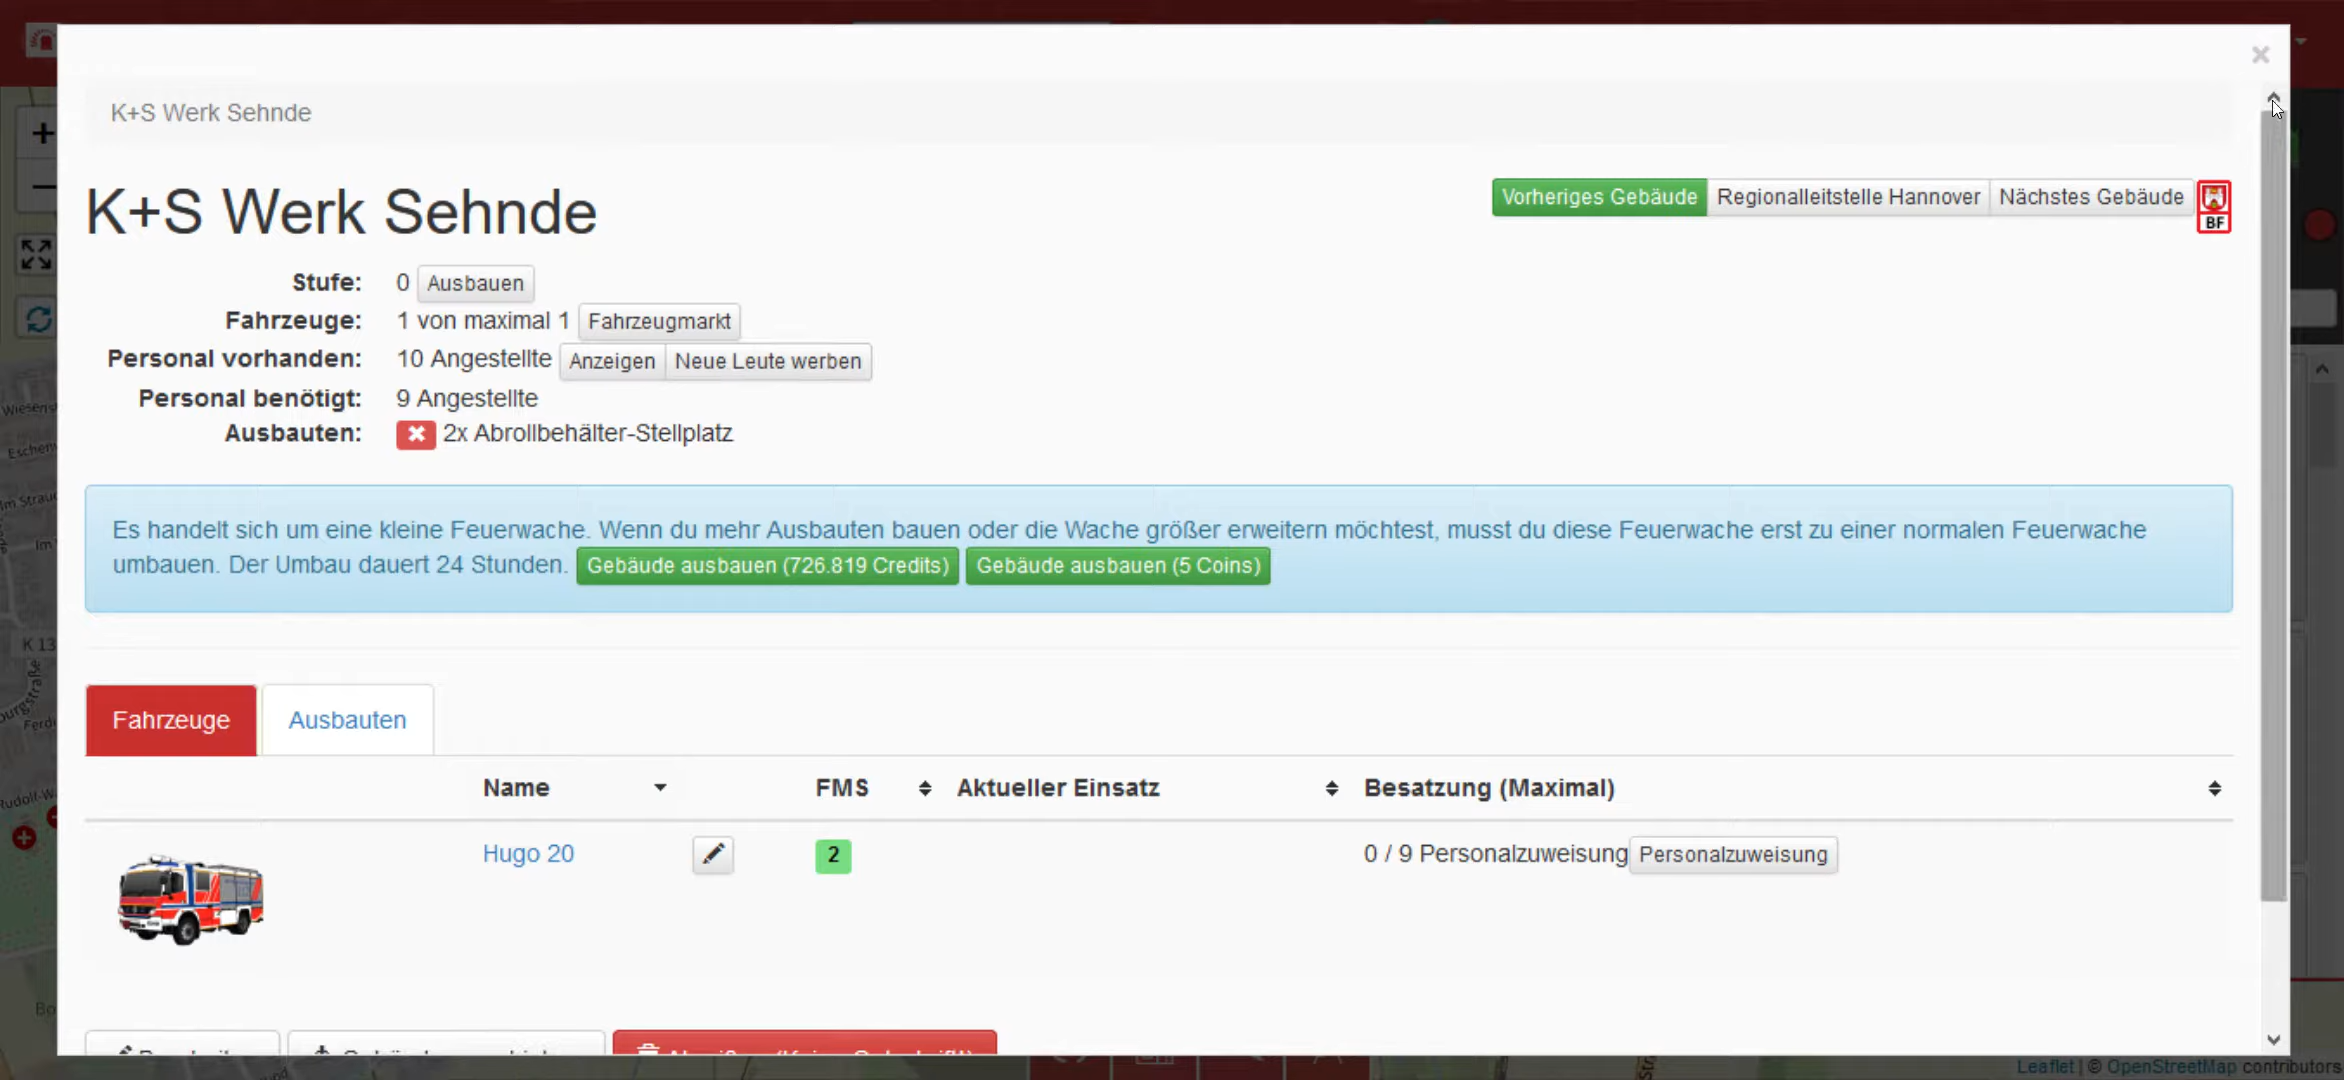 K+S Werk Sehnde
K+S Werk Sehnde
Vorheriges Gebäude Regionalleitstelle Hannover Nächstes Gebäude
BF
Stufe: 0 Ausbauen
Fahrzeuge: 1 von maximal 1 Fahrzeugmarkt
Personal vorhanden: 10 Angestellte Anzeigen Neue Leute werben
Personal benötigt: 9 Angestellte
Ausbauten: 2x Abrollbehälter-Stellplatz
Es handelt sich um eine kleine Feuerwache. Wenn du mehr Ausbauten bauen oder die Wache größer erweitern möchtest, musst du diese Feuerwache erst zu einer normalen Feuerwache
umbauen. Der Umbau dauert 24 Stunden. Gebäude ausbauen (726.819 Credits) Gebäude ausbauen (5 Coins)
K 13
Fahrzeuge Ausbauten
Name FMS Aktueller Einsatz Besatzung (Maximal)
Hugo 20 2 0 / 9 Personalzuweisung Personalzuweisung
Leaflet | © OpenStreetMap contributors